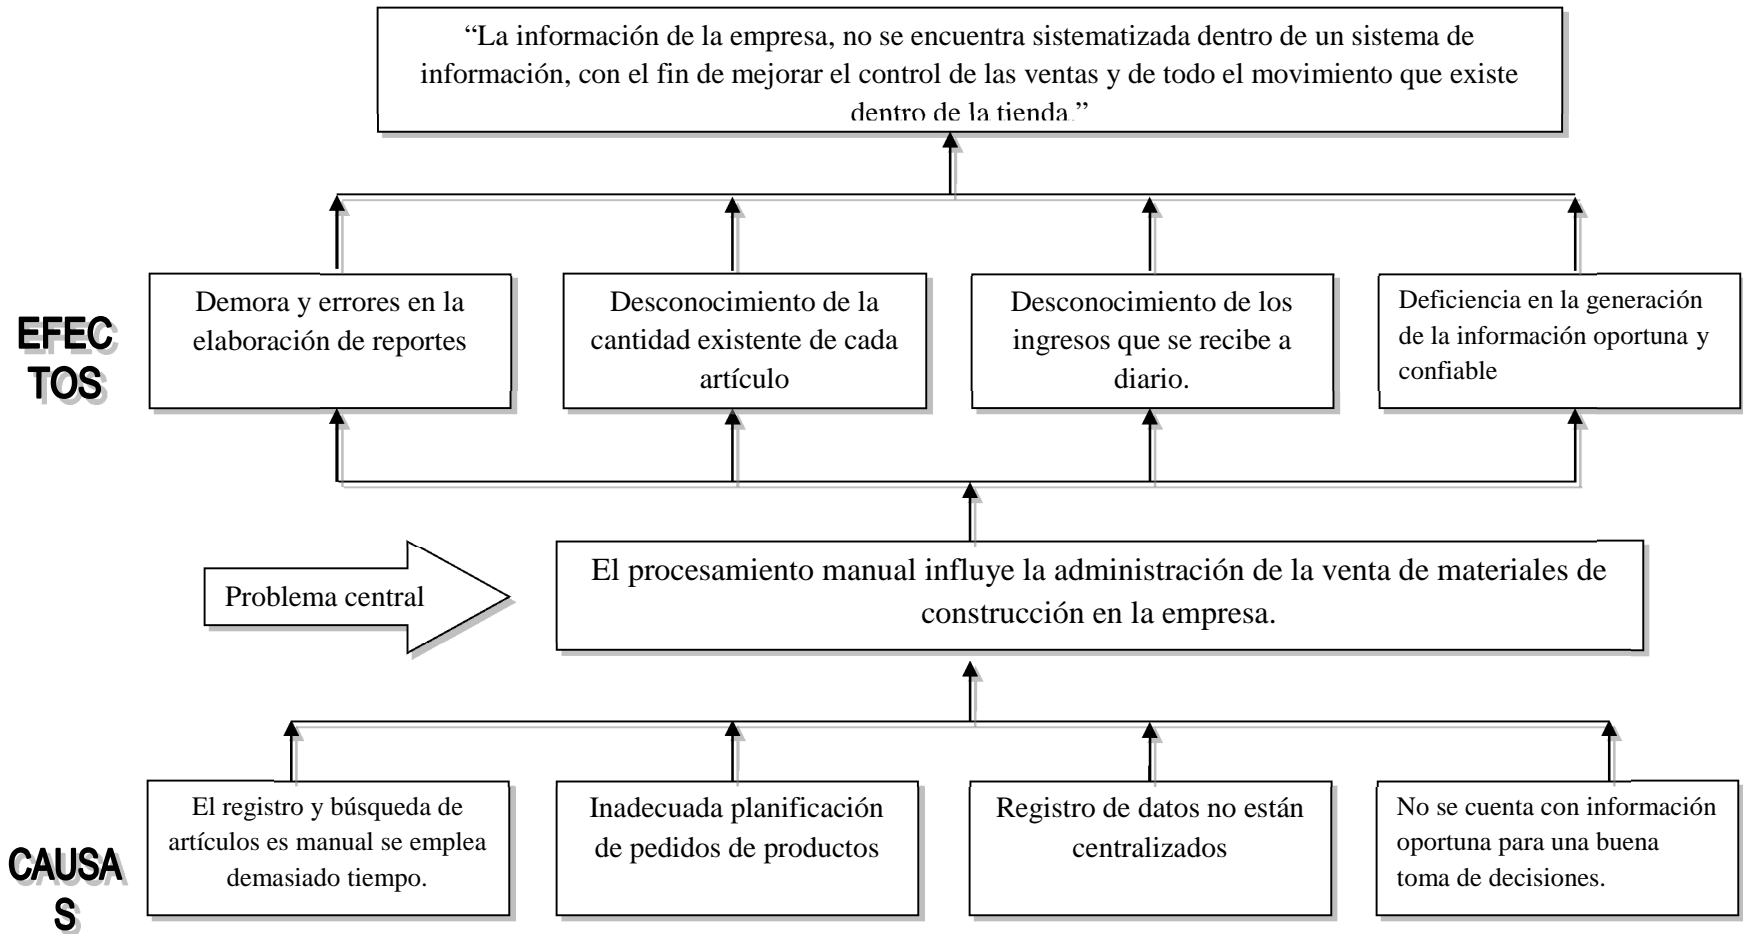 “La información de la empresa, no se encuentra sistematizada dentro de un sistema de
información, con el fin de mejorar el control de las ventas y de todo el movimiento que existe
dentro de la tienda.”
EFEC
TOS
Demora y errores en la
elaboración de reportes
Desconocimiento de la
cantidad existente de cada
artículo
Desconocimiento de los
ingresos que se recibe a
diario.
Deficiencia en la generación
de la información oportuna y
confiable
Problema central
El procesamiento manual influye la administración de la venta de materiales de
construcción en la empresa.
CAUSA
S
El registro y búsqueda de
artículos es manual se emplea
demasiado tiempo.
Inadecuada planificación
de pedidos de productos
Registro de datos no están
centralizados
No se cuenta con información
oportuna para una buena
toma de decisiones.